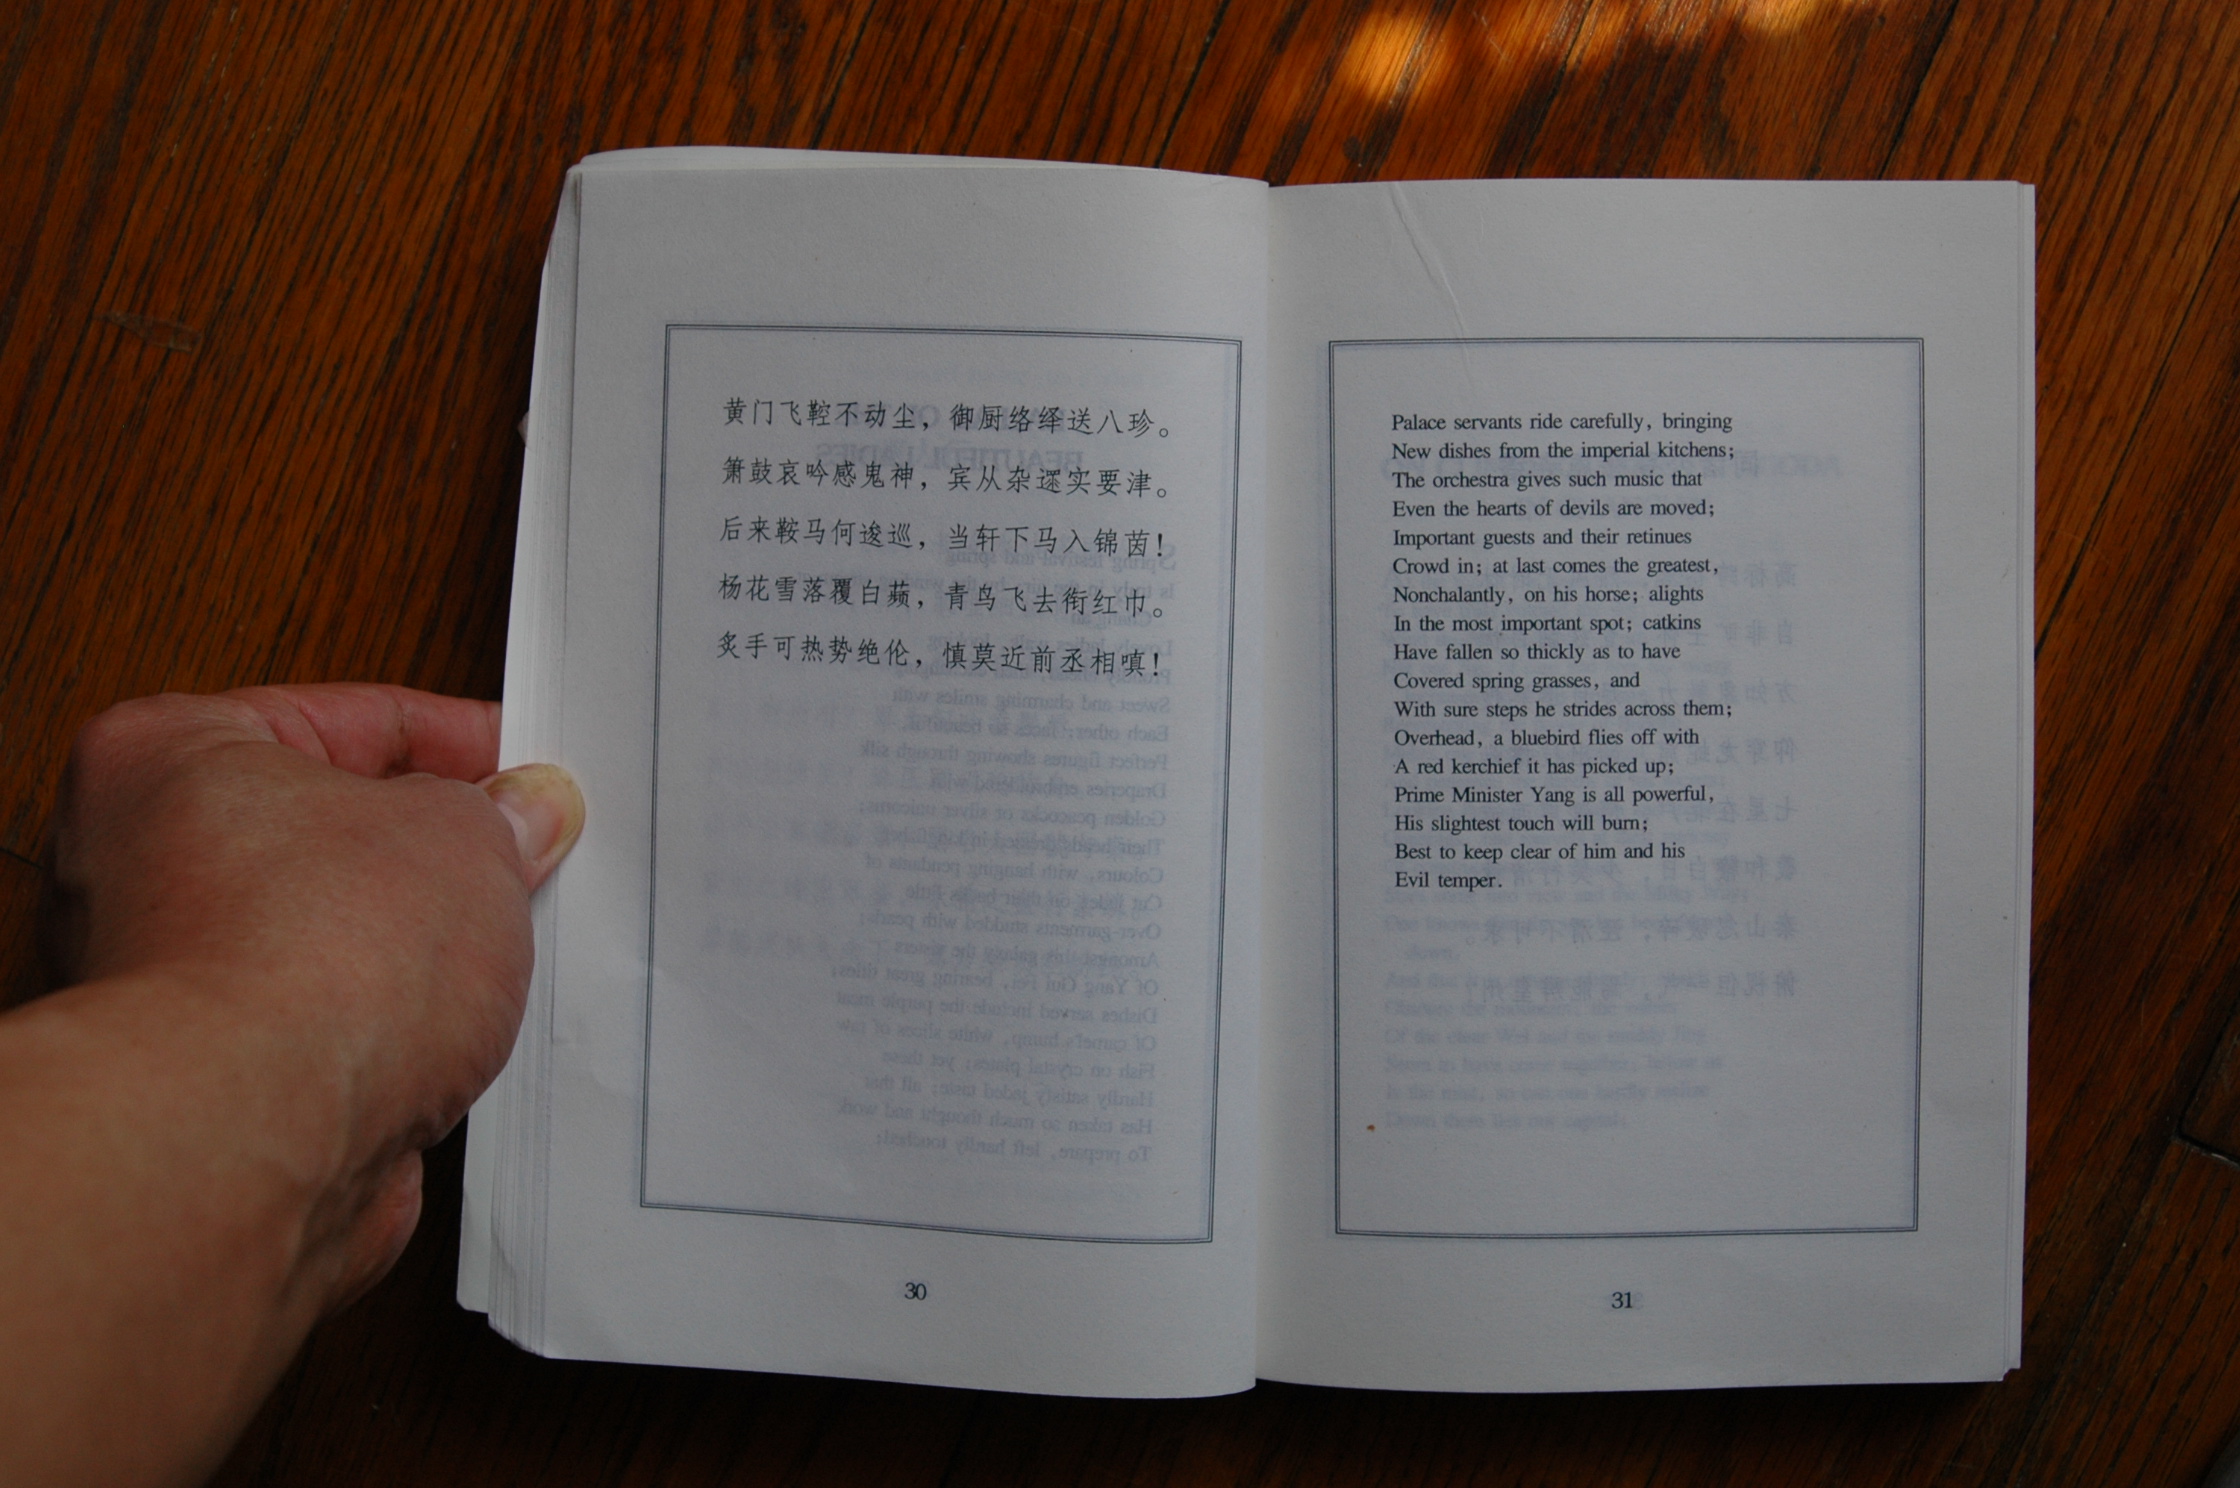 黄门飞鞚不动尘，御厨络绎送八珍。
箫鼓哀吟感鬼神，宾从杂遝实要津。
后来鞍马何逡巡，当轩下马入锦茵！
杨花雪落覆白蘋，青鸟飞去衔红巾。
炙手可热势绝伦，慎莫近前丞相嗔！
30
Palace servants ride carefully, bringing
New dishes from the imperial kitchens;
The orchestra gives such music that
Even the hearts of devils are moved;
Important guests and their retinues
Crowd in; at last comes the greatest,
Nonchalantly, on his horse; alights
In the most important spot; catkins
Have fallen so thickly as to have
Covered spring grasses, and
With sure steps he strides across them;
Overhead, a bluebird flies off with
A red kerchief it has picked up;
Prime Minister Yang is all powerful,
His slightest touch will burn;
Best to keep clear of him and his
Evil temper.
31